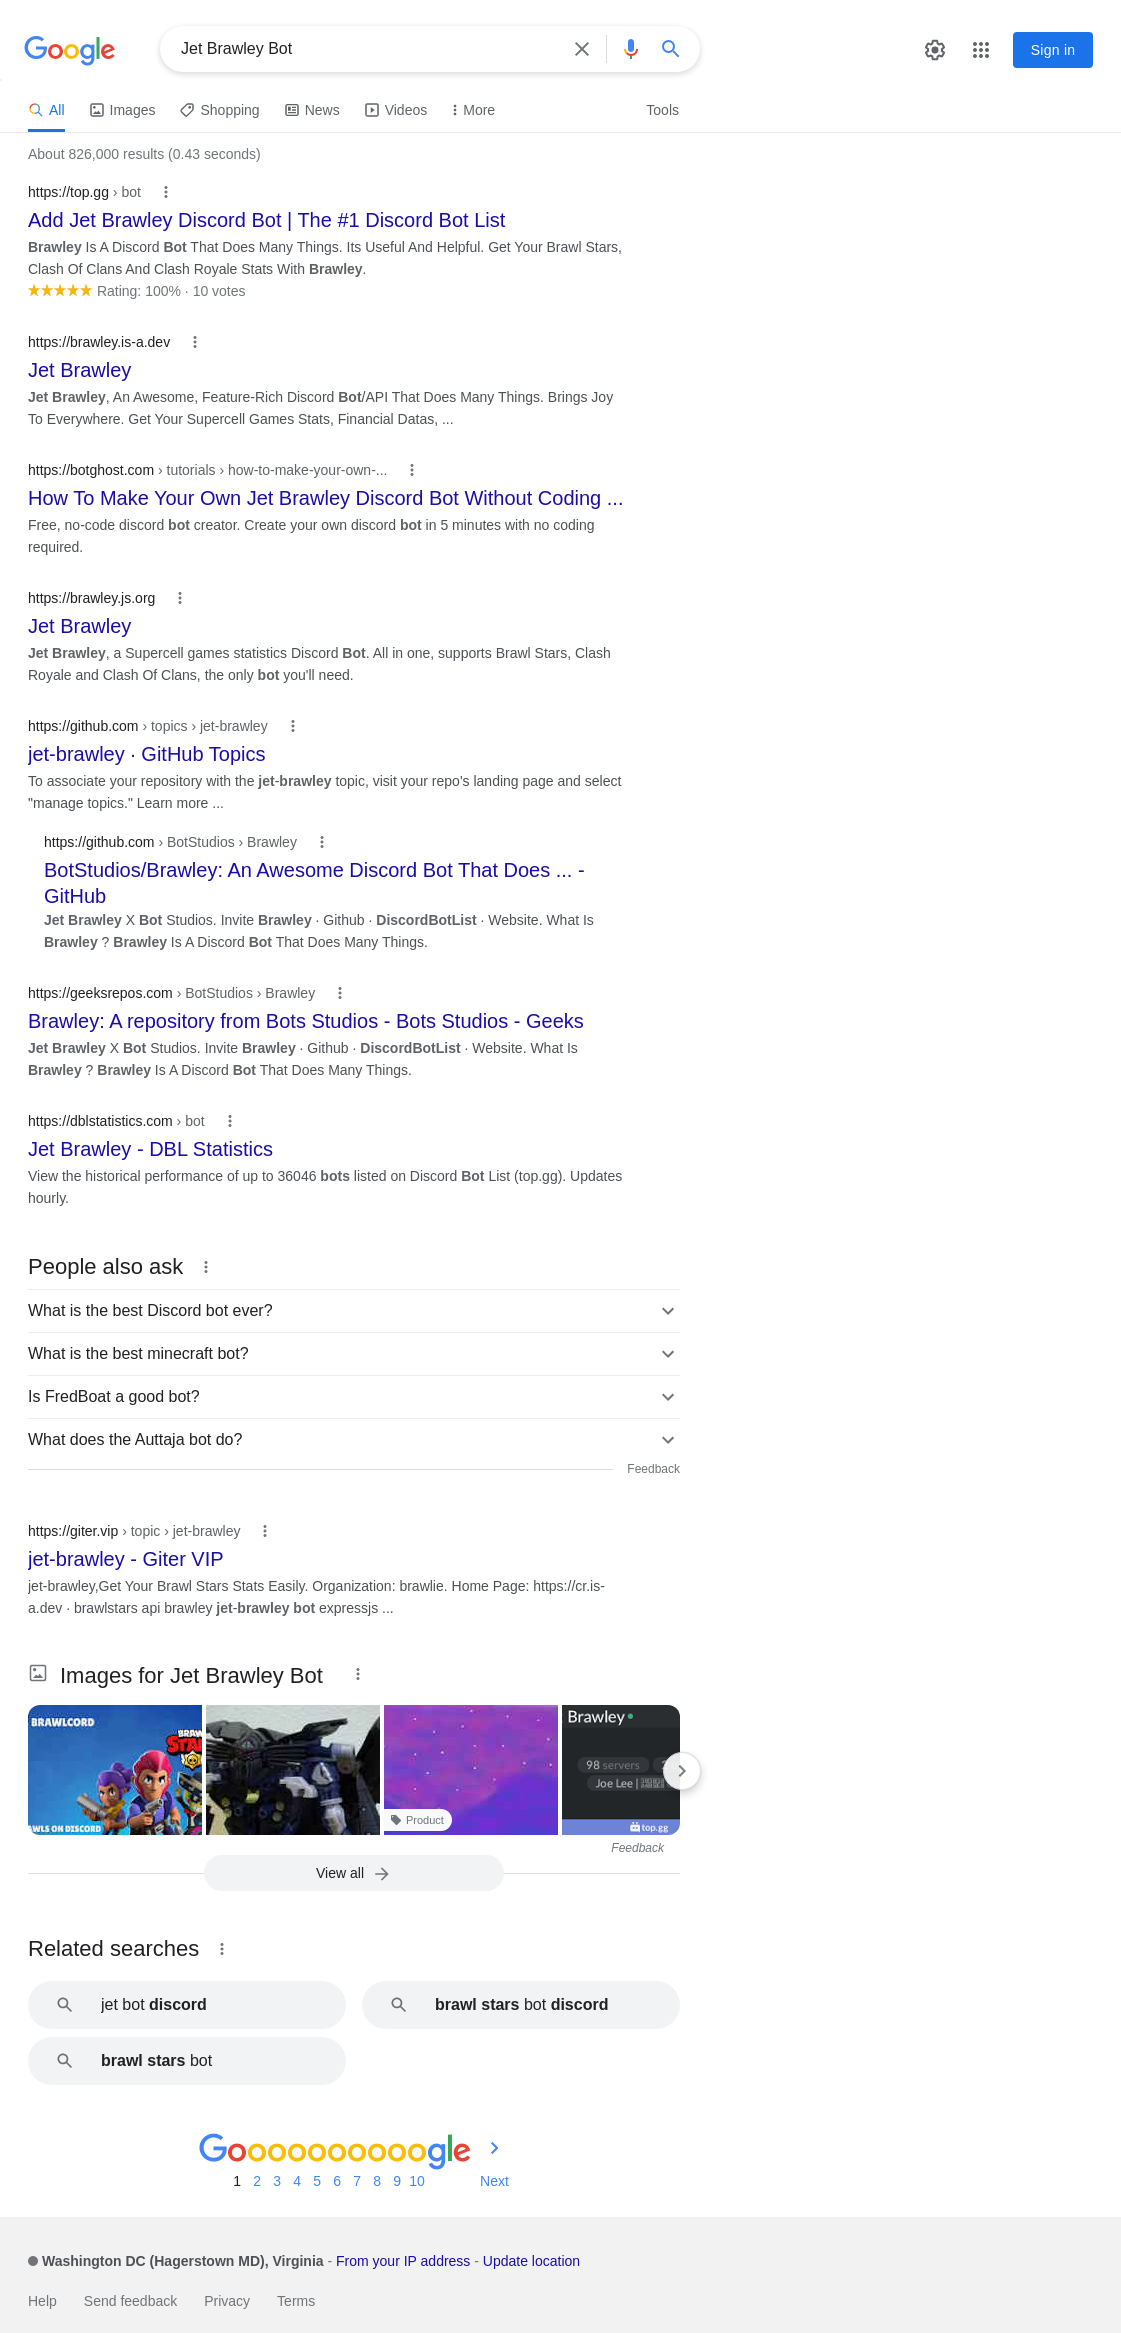 Google
Jet Brawley Bot
Sign in
All Images Shopping News Videos More Tools
About 826,000 results (0.43 seconds)
https://top.gg › bot
Add Jet Brawley Discord Bot | The #1 Discord Bot List
Brawley Is A Discord Bot That Does Many Things. Its Useful And Helpful. Get Your Brawl Stars,
Clash Of Clans And Clash Royale Stats With Brawley.
Rating: 100% · 10 votes
https://brawley.is-a.dev
Jet Brawley
Jet Brawley, An Awesome, Feature-Rich Discord Bot/API That Does Many Things. Brings Joy
To Everywhere. Get Your Supercell Games Stats, Financial Datas, ...
https://botghost.com › tutorials › how-to-make-your-own-...
How To Make Your Own Jet Brawley Discord Bot Without Coding ...
Free, no-code discord bot creator. Create your own discord bot in 5 minutes with no coding
required.
https://brawley.js.org
Jet Brawley
Jet Brawley, a Supercell games statistics Discord Bot. All in one, supports Brawl Stars, Clash
Royale and Clash Of Clans, the only bot you'll need.
https://github.com › topics › jet-brawley
jet-brawley · GitHub Topics
To associate your repository with the jet-brawley topic, visit your repo's landing page and select
"manage topics." Learn more ...
https://github.com › BotStudios › Brawley
BotStudios/Brawley: An Awesome Discord Bot That Does ... -
GitHub
Jet Brawley X Bot Studios. Invite Brawley · Github · DiscordBotList · Website. What Is
Brawley ? Brawley Is A Discord Bot That Does Many Things.
https://geeksrepos.com › BotStudios › Brawley
Brawley: A repository from Bots Studios - Bots Studios - Geeks
Jet Brawley X Bot Studios. Invite Brawley · Github · DiscordBotList · Website. What Is
Brawley ? Brawley Is A Discord Bot That Does Many Things.
https://dblstatistics.com › bot
Jet Brawley - DBL Statistics
View the historical performance of up to 36046 bots listed on Discord Bot List (top.gg). Updates
hourly.
People also ask
What is the best Discord bot ever?
What is the best minecraft bot?
Is FredBoat a good bot?
What does the Auttaja bot do?
Feedback
https://giter.vip › topic › jet-brawley
jet-brawley - Giter VIP
jet-brawley,Get Your Brawl Stars Stats Easily. Organization: brawlie. Home Page: https://cr.is-
a.dev · brawlstars api brawley jet-brawley bot expressjs ...
Images for Jet Brawley Bot
BRAWLCORD
BRAW
STA
AWLS ON DISCORD
Product
Brawley
98 servers
Joe Lee |
top.gg
Feedback
View all
Related searches
jet bot discord
brawl stars bot discord
brawl stars bot
Goooooooooogle
1 2 3 4 5 6 7 8 9 10 Next
Washington DC (Hagerstown MD), Virginia - From your IP address - Update location
Help Send feedback Privacy Terms